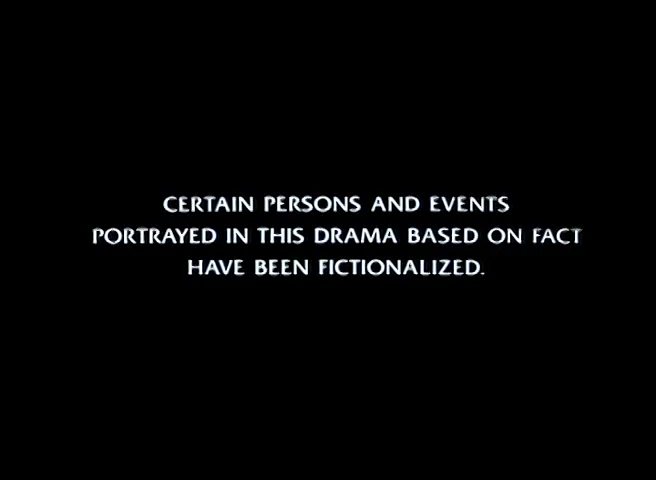 CERTAIN PERSONS AND EVENTS
PORTRAYED IN THIS DRAMA BASED ON FACT
HAVE BEEN FICTIONALIZED.